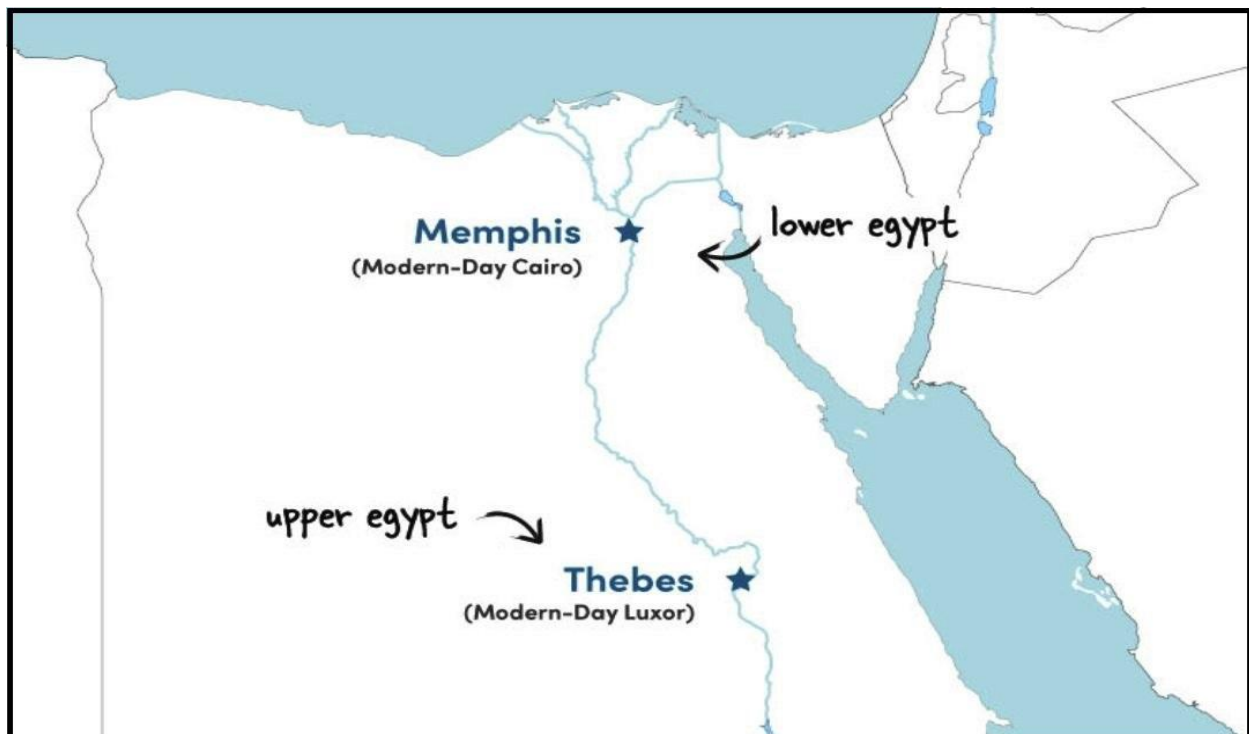 Memphis
(Modern-Day Cairo)
lower egypt
upper egypt
Thebes
(Modern-Day Luxor)